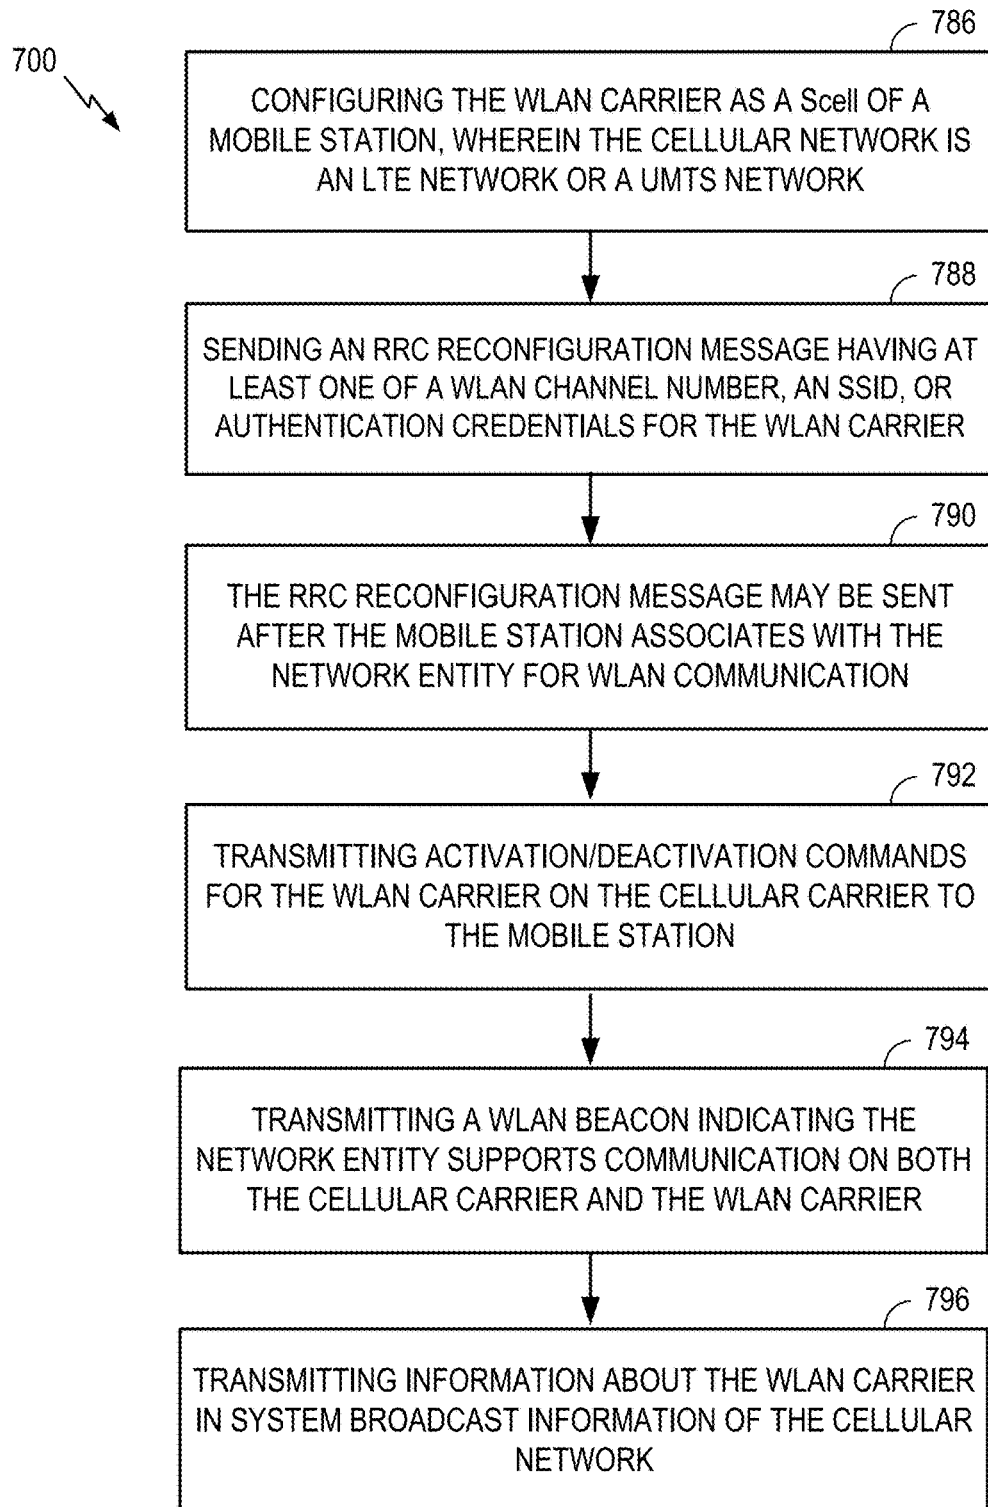 700
786
CONFIGURING THE WLAN CARRIER AS A Scell OF A
MOBILE STATION, WHEREIN THE CELLULAR NETWORK IS
AN LTE NETWORK OR A UMTS NETWORK
788
SENDING AN RRC RECONFIGURATION MESSAGE HAVING AT
LEAST ONE OF A WLAN CHANNEL NUMBER, AN SSID, OR
AUTHENTICATION CREDENTIALS FOR THE WLAN CARRIER
790
THE RRC RECONFIGURATION MESSAGE MAY BE SENT
AFTER THE MOBILE STATION ASSOCIATES WITH THE
NETWORK ENTITY FOR WLAN COMMUNICATION
792
TRANSMITTING ACTIVATION/DEACTIVATION COMMANDS
FOR THE WLAN CARRIER ON THE CELLULAR CARRIER TO
THE MOBILE STATION
794
TRANSMITTING A WLAN BEACON INDICATING THE
NETWORK ENTITY SUPPORTS COMMUNICATION ON BOTH
THE CELLULAR CARRIER AND THE WLAN CARRIER
796
TRANSMITTING INFORMATION ABOUT THE WLAN CARRIER
IN SYSTEM BROADCAST INFORMATION OF THE CELLULAR
NETWORK